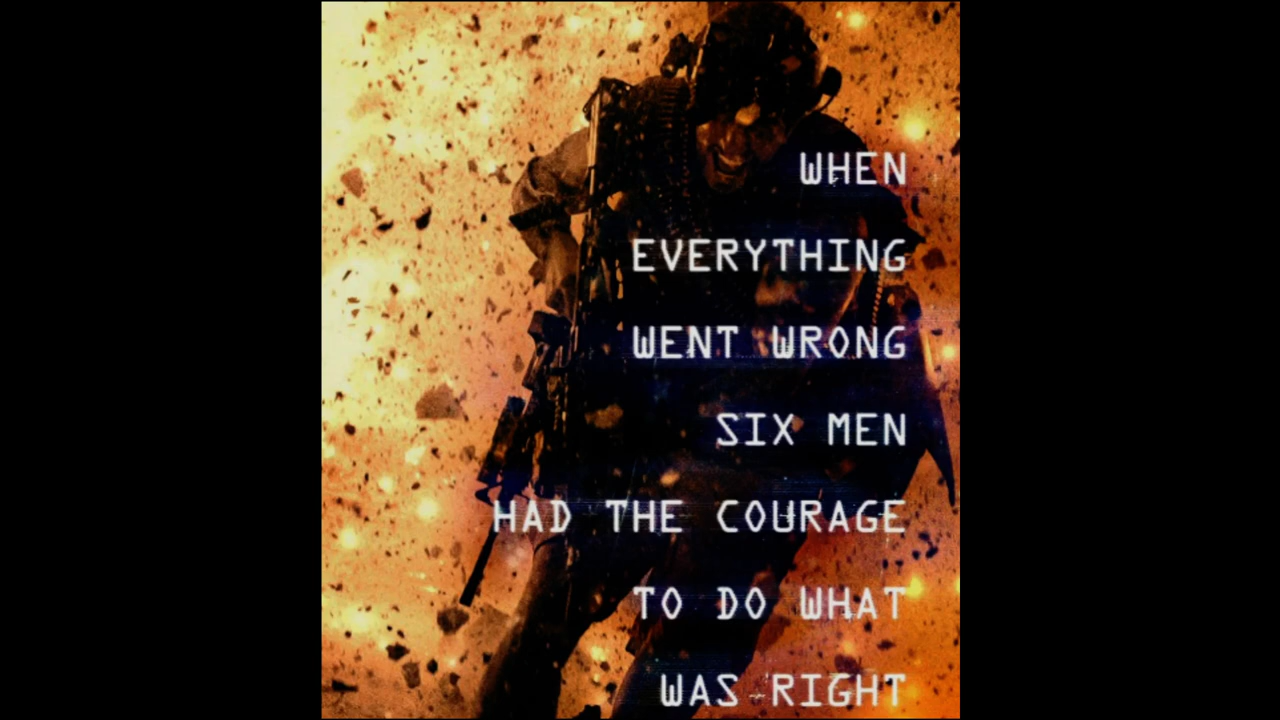 WHEN
EVERYTHING
WENT WRONG
SIX MEN
HAD THE COURAGE
TO DO WHAT
WAS RIGHT